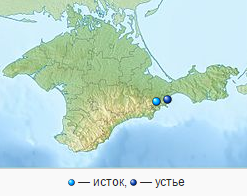 — исток, — устье